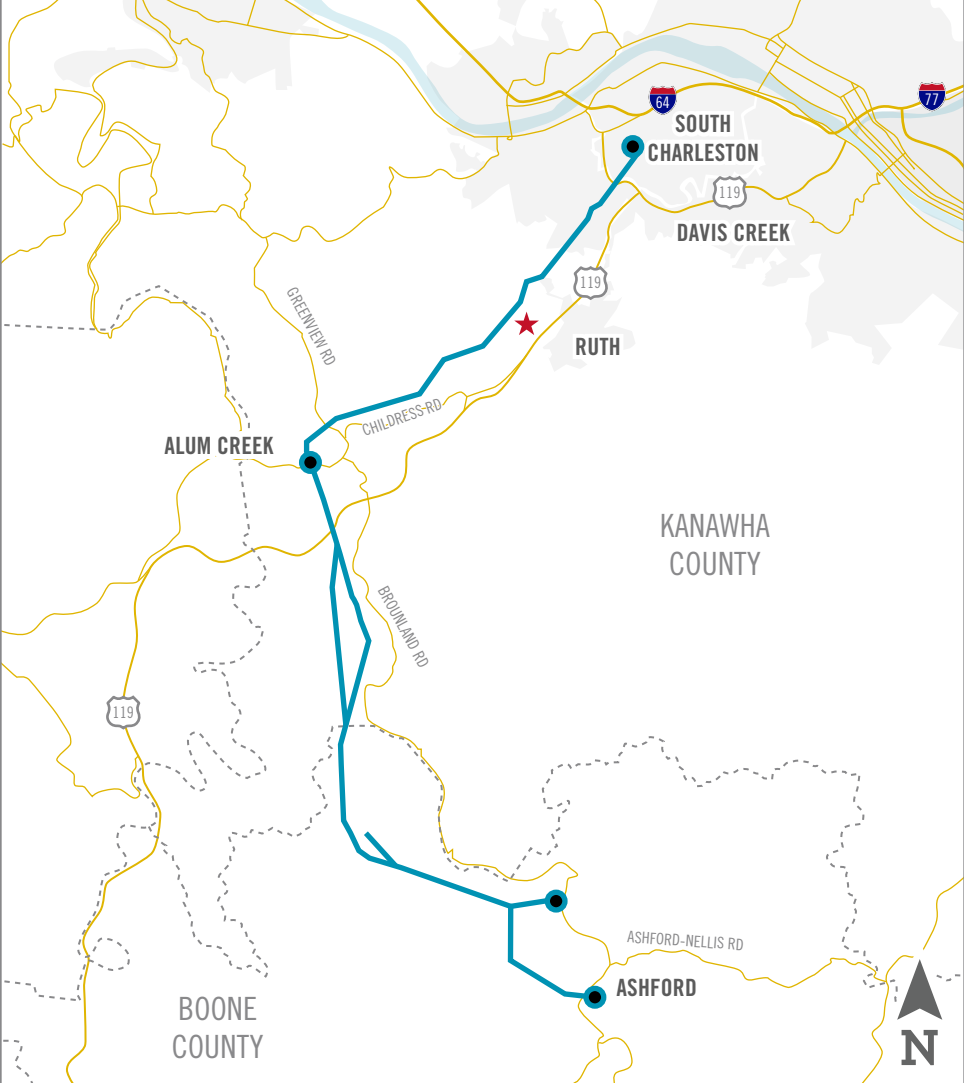 77
64
SOUTH
CHARLESTON
119
DAVIS CREEK
119
GREENVIEW RD
RUTH
CHILDRESS RD
ALUM CREEK
KANAWHA
COUNTY
BROUNLAND RD
119
ASHFORD-NELLIS RD
ASHFORD
BOONE
COUNTY
N